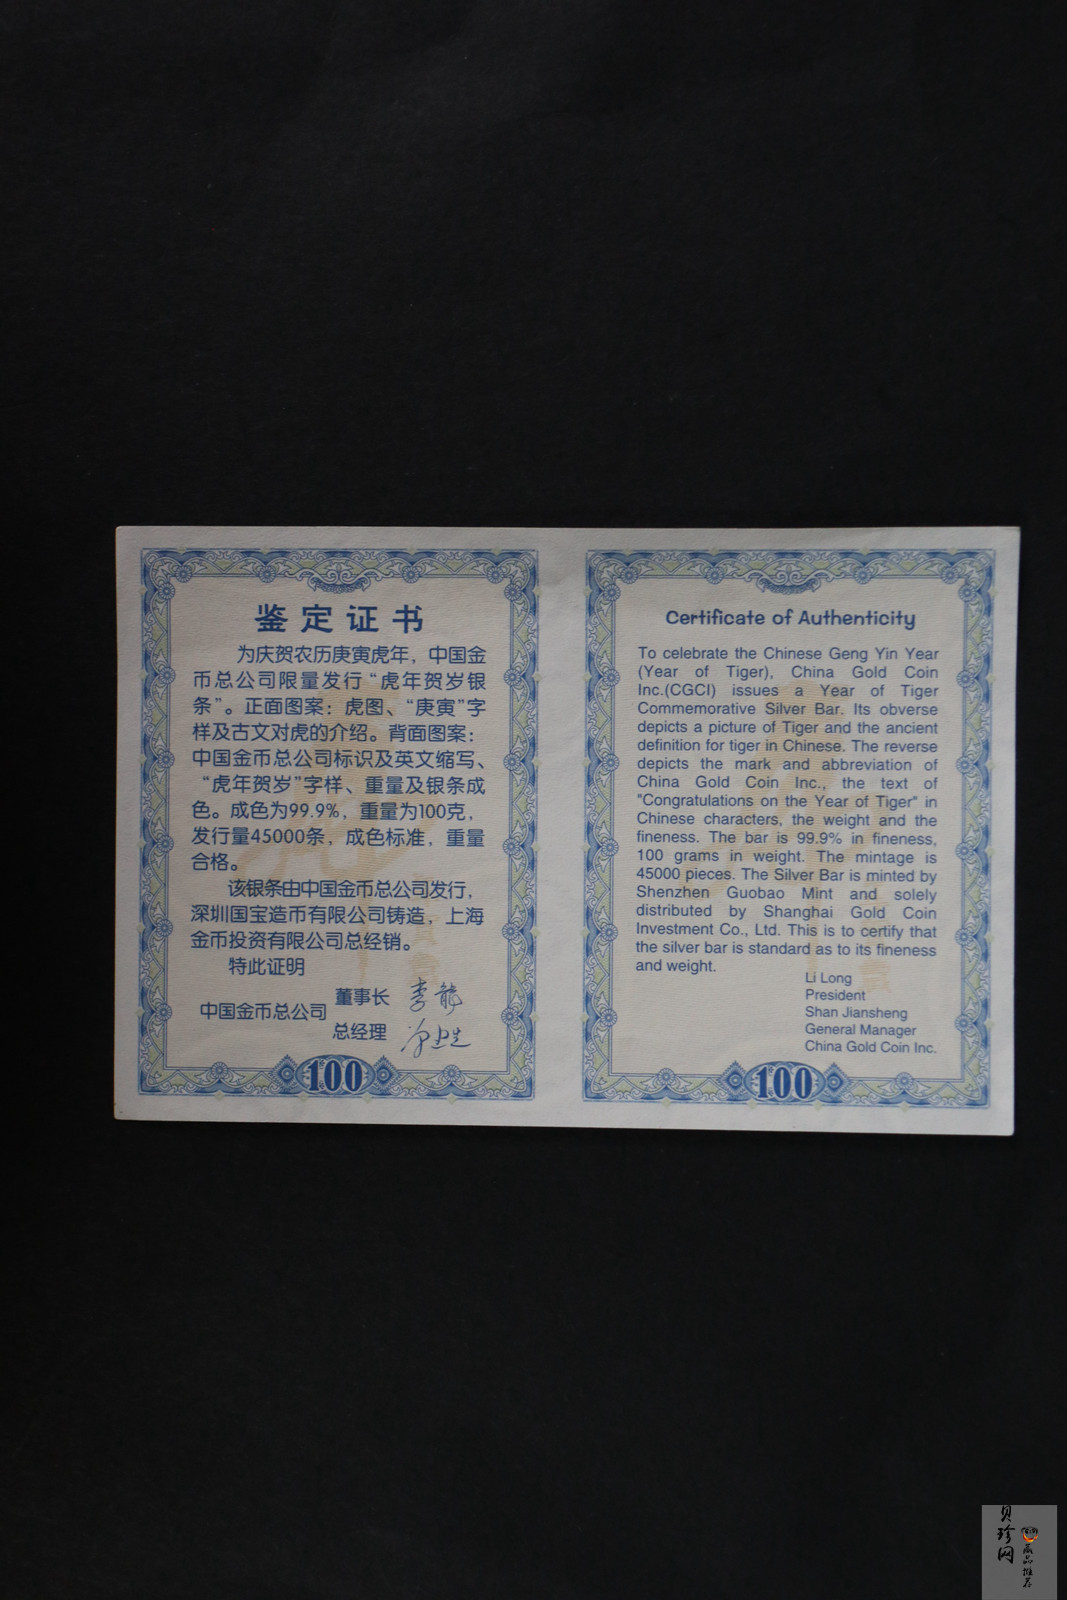 鉴定证书
为庆贺农历庚寅虎年，中国金
币总公司限量发行“虎年贺岁银
条”。正面图案：虎图、“庚寅”字
样及古文对虎的介绍。背面图案：
中国金币总公司标识及英文缩写、
“虎年贺岁”字样、重量及银条成
色。成色为99.9%，重量为100克，
发行量45000条，成色标准，重量
合格。
该银条由中国金币总公司发行，
深圳国宝造币有限公司铸造，上海
金币投资有限公司总经销。
特此证明
中国金币总公司
董事长 李龙
总经理
100
Certificate of Authenticity
To celebrate the Chinese Geng Yin Year
(Year of Tiger), China Gold Coin
Inc.(CGCI) issues a Year of Tiger
Commemorative Silver Bar. Its obverse
depicts a picture of Tiger and the ancient
definition for tiger in Chinese. The reverse
depicts the mark and abbreviation of
China Gold Coin Inc., the text of
"Congratulations on the Year of Tiger" in
Chinese characters, the weight and the
fineness. The bar is 99.9% in fineness,
100 grams in weight. The mintage is
45000 pieces. The Silver Bar is minted by
Shenzhen Guobao Mint and solely
distributed by Shanghai Gold Coin
Investment Co., Ltd. This is to certify that
the silver bar is standard as to its fineness
and weight.
Li Long
President
Shan Jiansheng
General Manager
China Gold Coin Inc.
100
贝珍网
藏品推荐